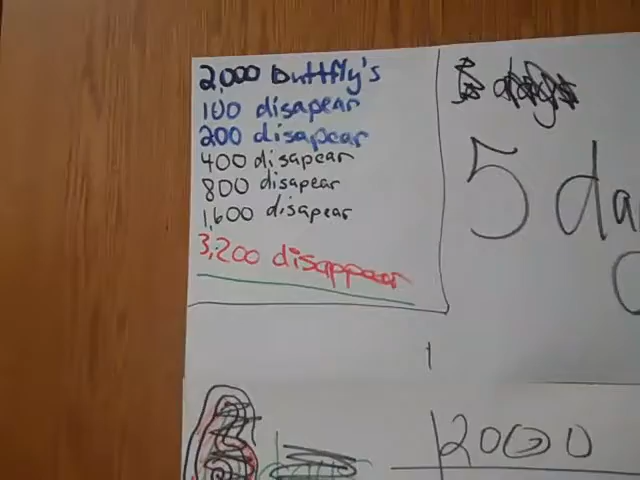 2,000 Buttfly's
100 disapear
200 disapear
400 disapear
800 disapear
1,600 disapear
3,200 disappear
5 da
1
2000